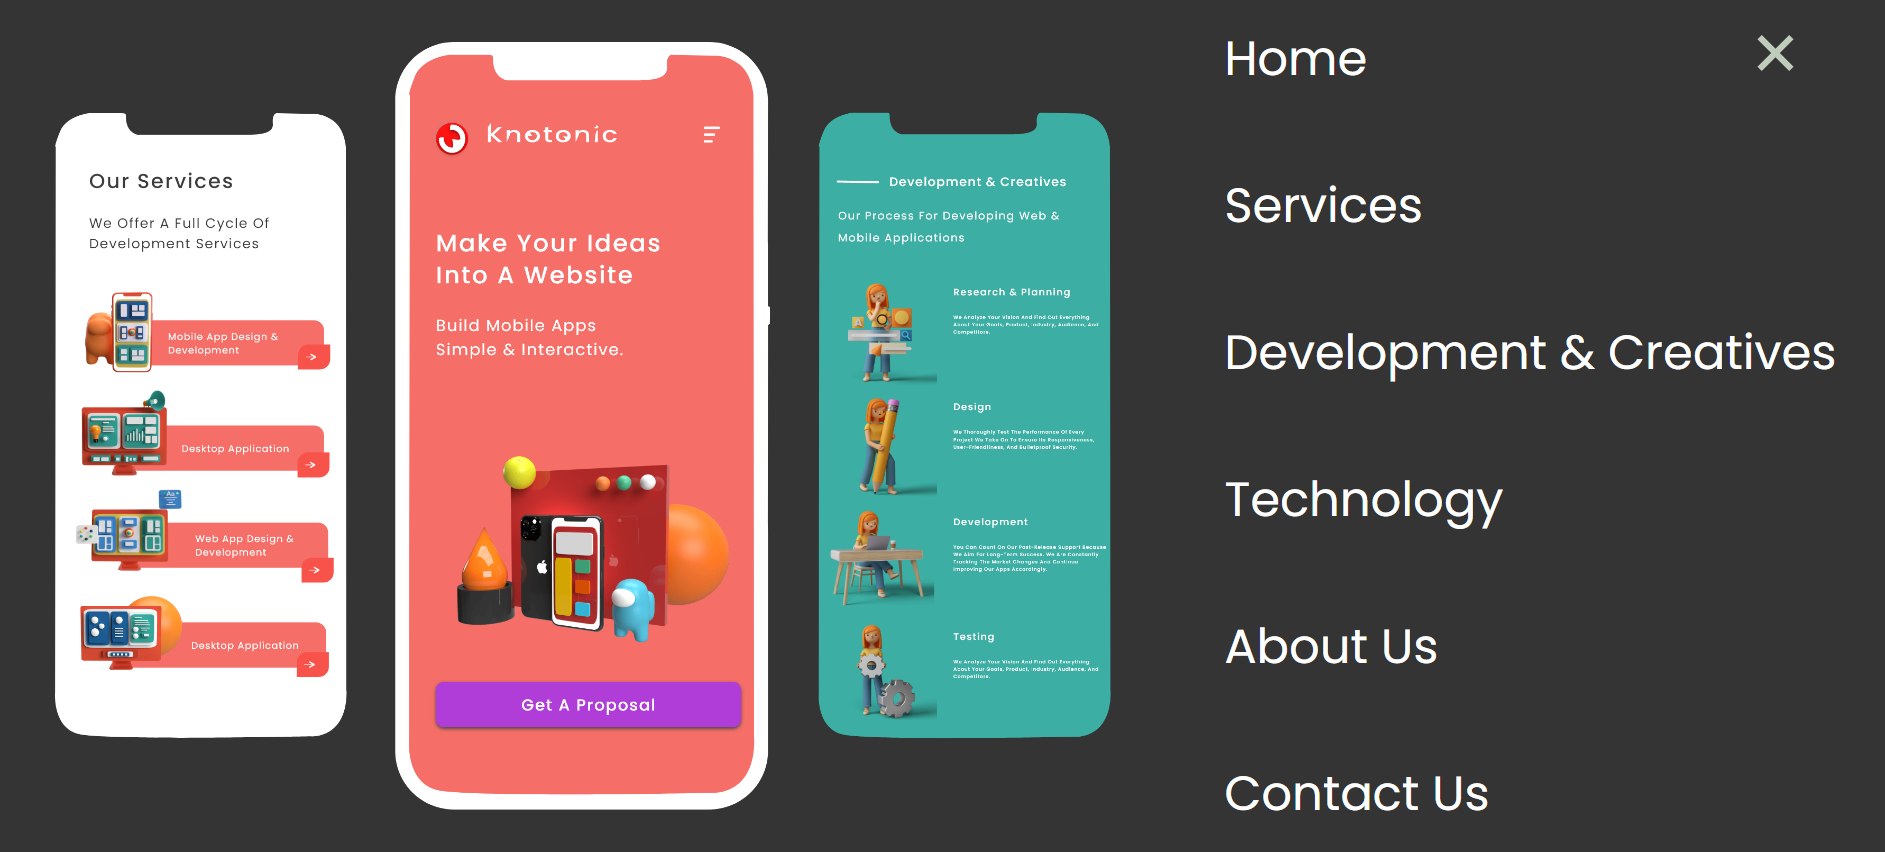 Our Services
We Offer A Full Cycle Of
Development Services
Mobile App Design &
Development
Desktop Application
Aa
Web App Design &
Development
Desktop Application
Knotonic
Make Your Ideas
Into A Website
Build Mobile Apps
Simple & Interactive.
Get A Proposal
Development & Creatives
Our Process For Developing Web &
Mobile Applications
Research & Planning
We Analyze Your Vision And Find Out Everything
About Your Goals, Product, Industry, Audience, And
Competitors.
Design
We Thoroughly Test The Performance Of Every
Project We Take On To Ensure Its Responsiveness,
User-Friendliness, And Bulletproof Security.
Development
You Can Count On Our Post-Release Support Because
We Aim For Long-Term Success. We Are Constantly
Tracking The Market Changes And Continue
Improving Our Apps Accordingly.
Testing
We Analyze Your Vision And Find Out Everything
About Your Goals, Product, Industry, Audience, And
Competitors.
Home
Services
Development & Creatives
Technology
About Us
Contact Us